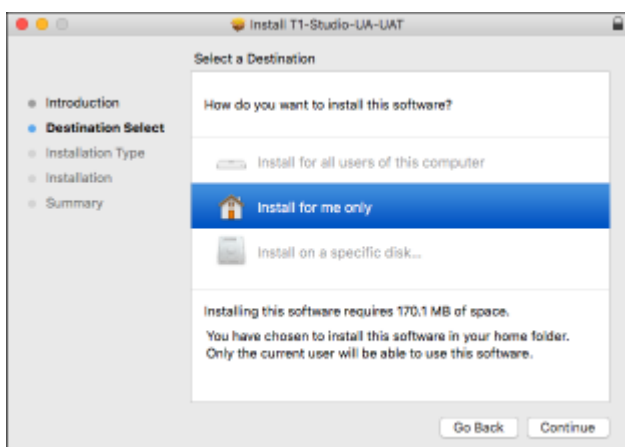 Install T1-Studio-UA-UAT
Select a Destination
Introduction
Destination Select
Installation Type
Installation
Summary
How do you want to install this software?
Install for all users of this computer
Install for me only
Install on a specific disk...
Installing this software requires 170.1 MB of space.
You have chosen to install this software in your home folder.
Only the current user will be able to use this software.
Go Back
Continue